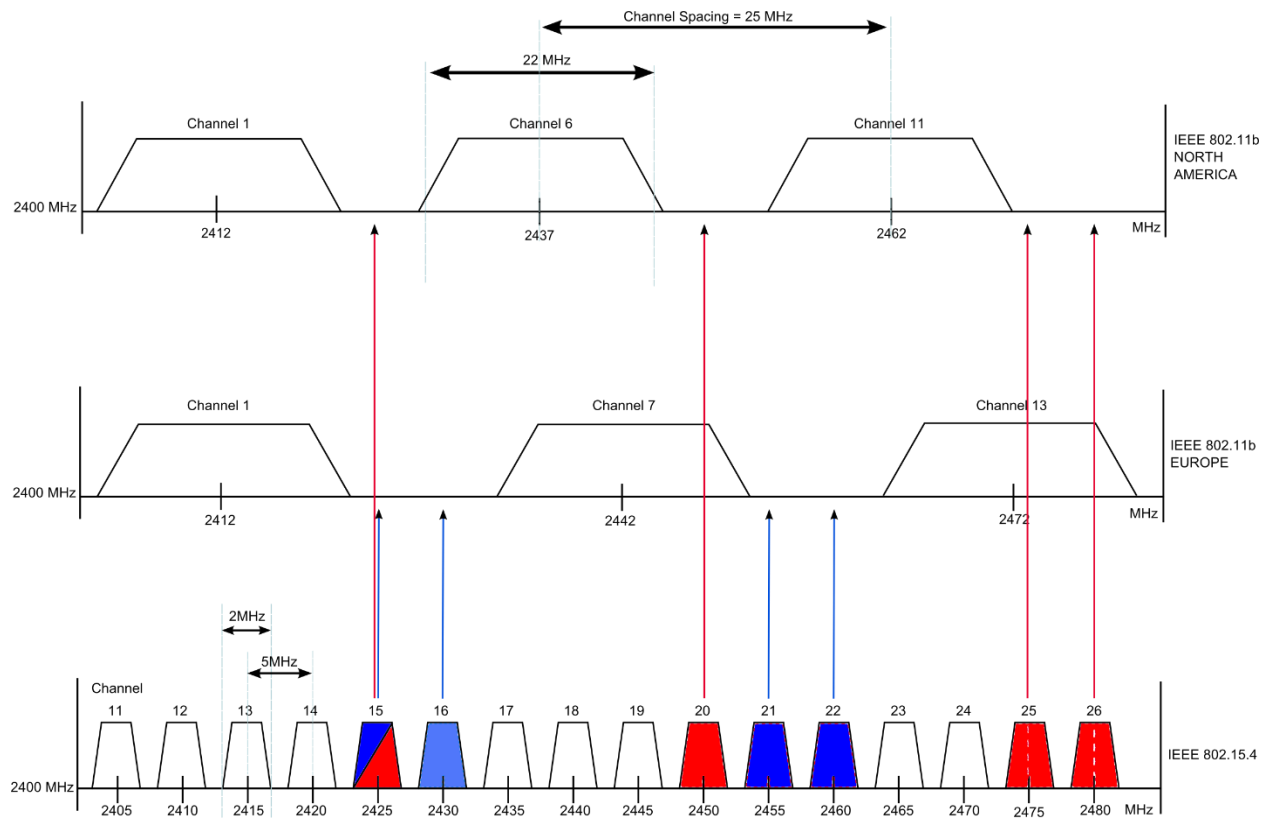 Channel Spacing = 25 MHz
22 MHz
Channel 1
Channel 6
Channel 11
IEEE 802.11b
NORTH
AMERICA
2400 MHz
2412
2437
2462
MHz
Channel 1
Channel 7
Channel 13
IEEE 802.11b
EUROPE
2400 MHz
2412
2442
2472
MHz
2MHz
5MHz
Channel
11 12 13 14 15 16 17 18 19 20 21 22 23 24 25 26
IEEE 802.15.4
2400 MHz
2405 2410 2415 2420 2425 2430 2435 2440 2445 2450 2455 2460 2465 2470 2475 2480 MHz